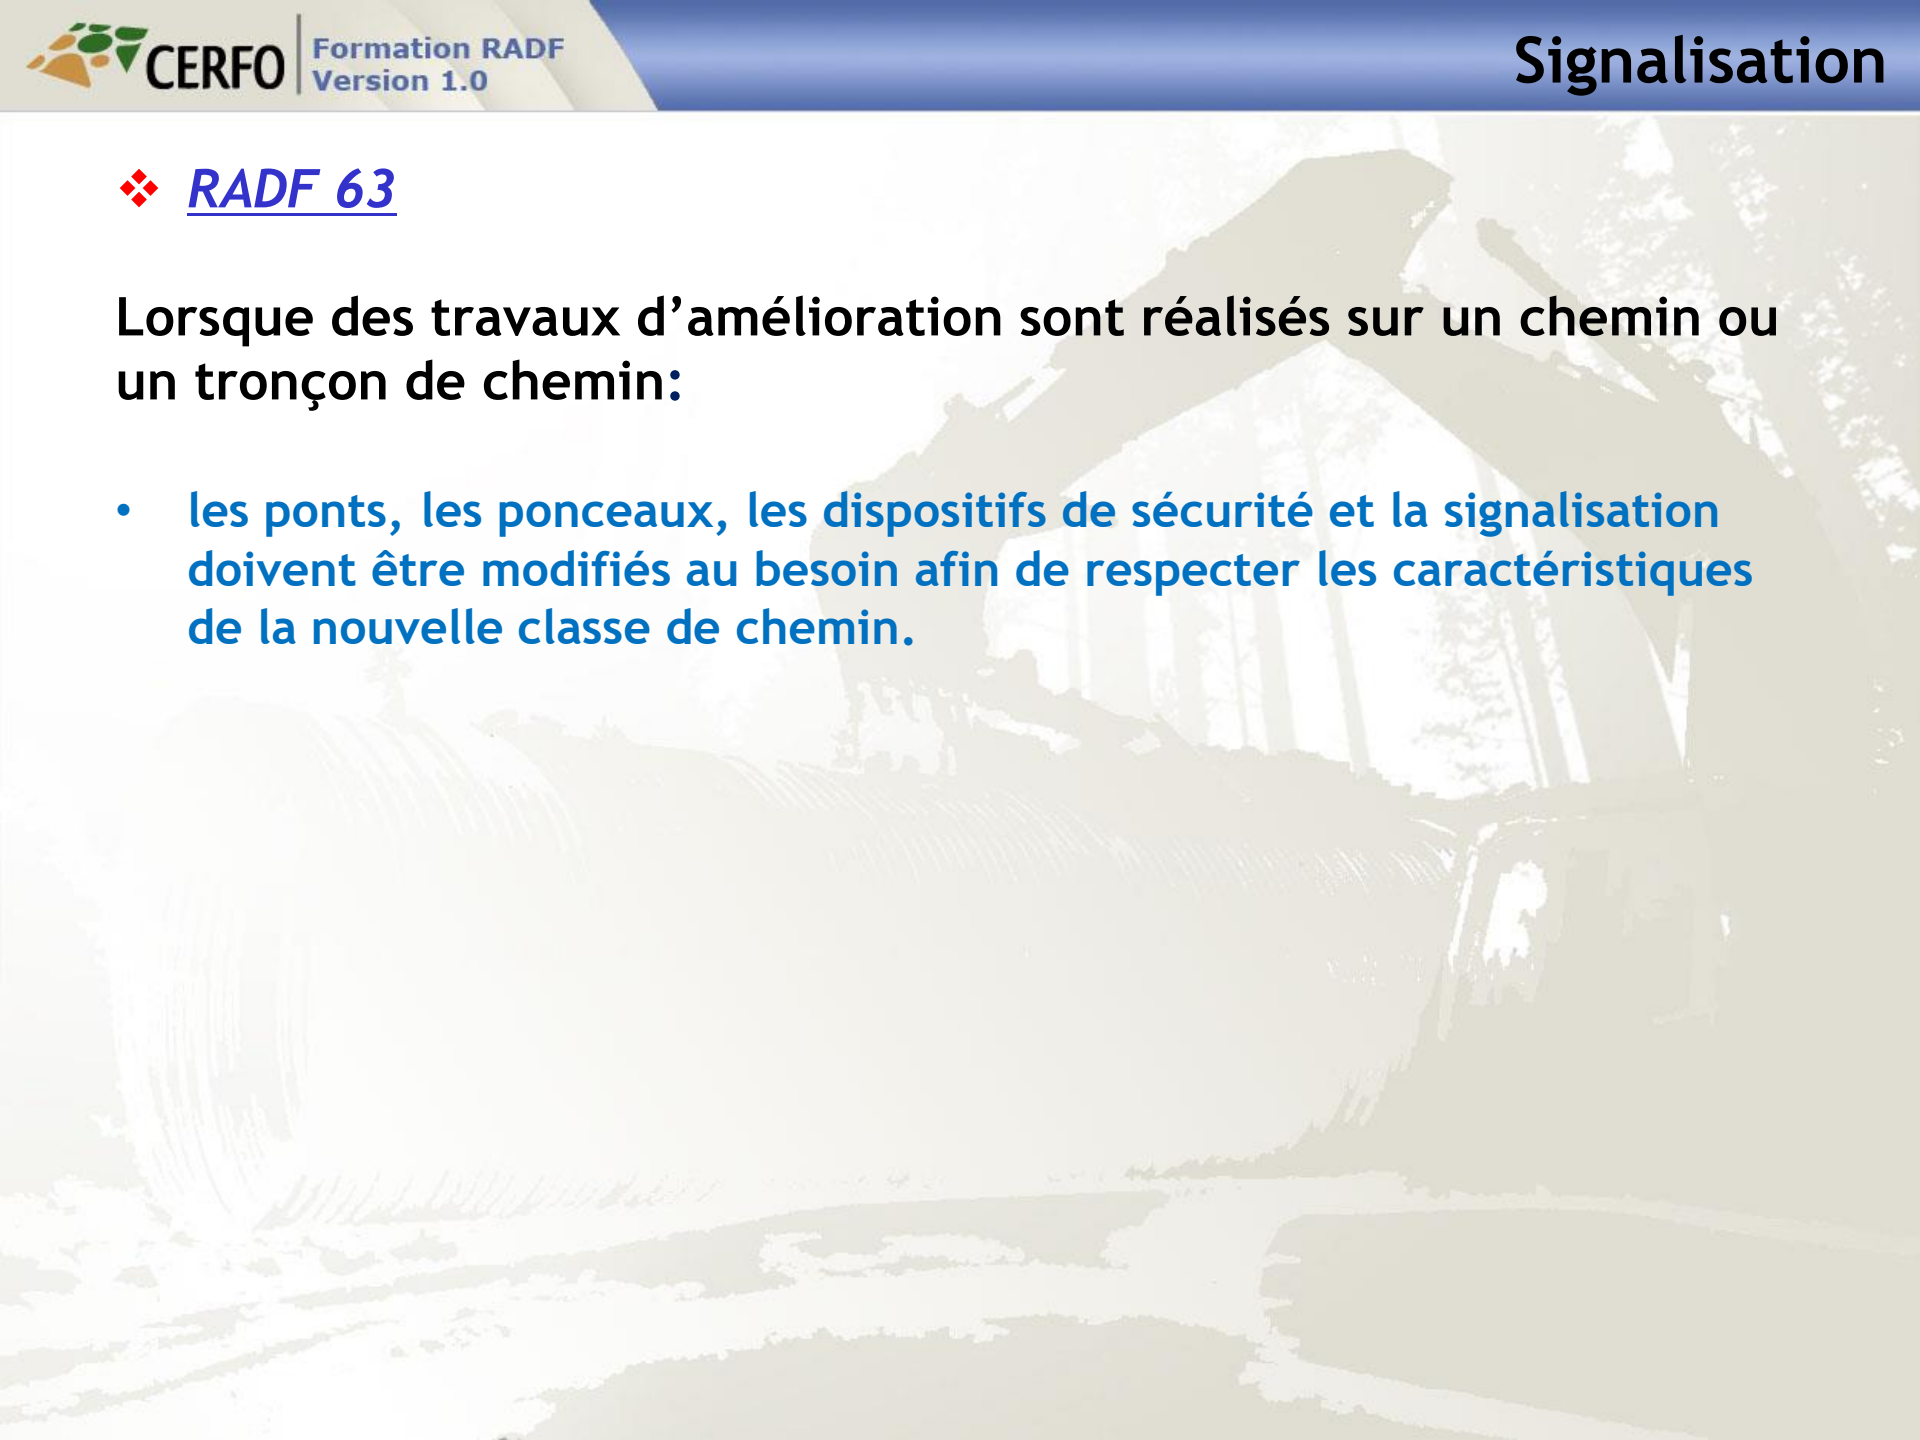 CERFO
Formation RADF
Version 1.0
Signalisation
❖ RADF 63
Lorsque des travaux d’amélioration sont réalisés sur un chemin ou
un tronçon de chemin:
• les ponts, les ponceaux, les dispositifs de sécurité et la signalisation
doivent être modifiés au besoin afin de respecter les caractéristiques
de la nouvelle classe de chemin.